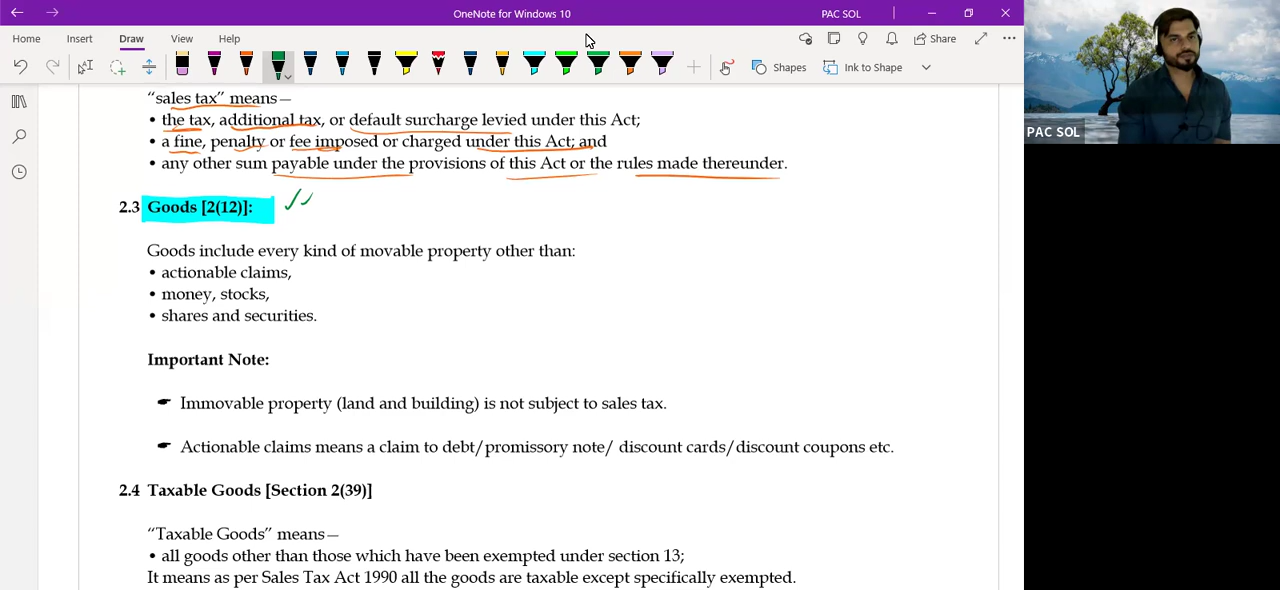 OneNote for Windows 10
PAC SOL
Home Insert Draw View Help
Share
Shapes
Ink to Shape
PAC SOL
“sales tax” means—
• the tax, additional tax, or default surcharge levied under this Act;
• a fine, penalty or fee imposed or charged under this Act; and
• any other sum payable under the provisions of this Act or the rules made thereunder.
2.3 Goods [2(12)]:
Goods include every kind of movable property other than:
• actionable claims,
• money, stocks,
• shares and securities.
Important Note:
Immovable property (land and building) is not subject to sales tax.
Actionable claims means a claim to debt/promissory note/ discount cards/discount coupons etc.
2.4 Taxable Goods [Section 2(39)]
“Taxable Goods” means—
• all goods other than those which have been exempted under section 13;
It means as per Sales Tax Act 1990 all the goods are taxable except specifically exempted.